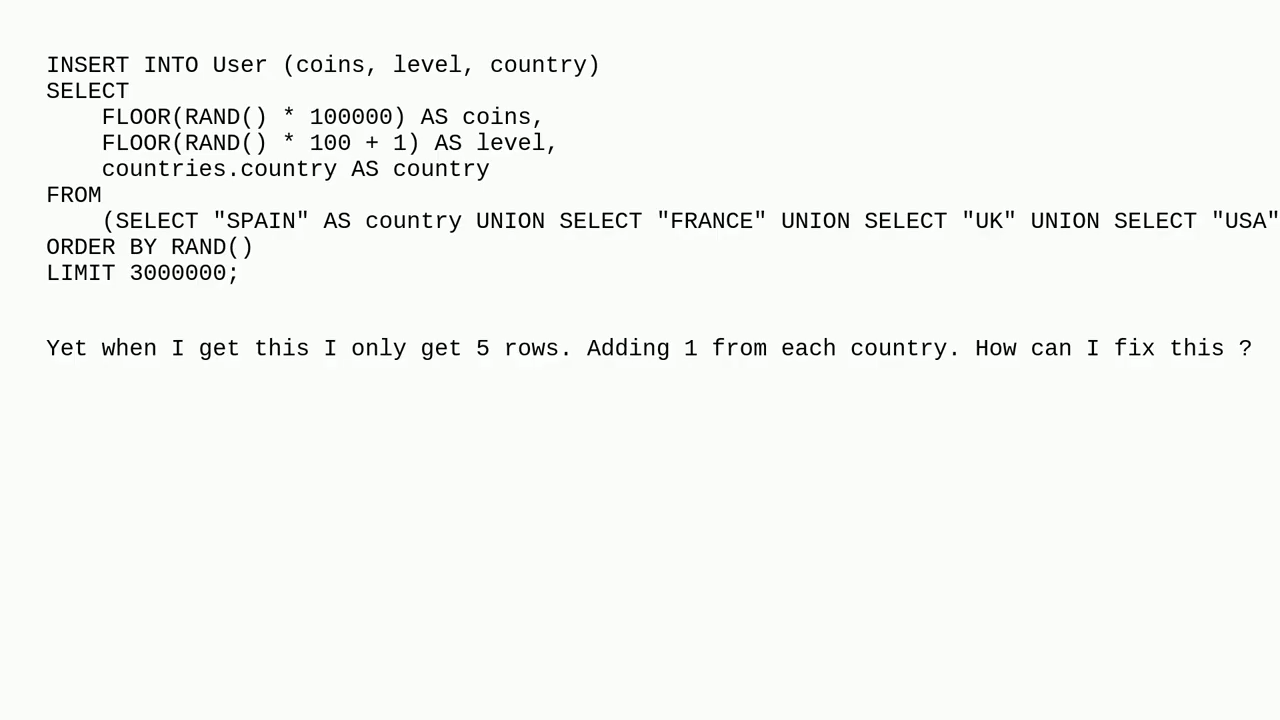 INSERT INTO User (coins, level, country)
SELECT
    FLOOR(RAND() * 100000) AS coins,
    FLOOR(RAND() * 100 + 1) AS level,
    countries.country AS country
FROM
    (SELECT "SPAIN" AS country UNION SELECT "FRANCE" UNION SELECT "UK" UNION SELECT "USA"
ORDER BY RAND()
LIMIT 3000000;
Yet when I get this I only get 5 rows. Adding 1 from each country. How can I fix this ?